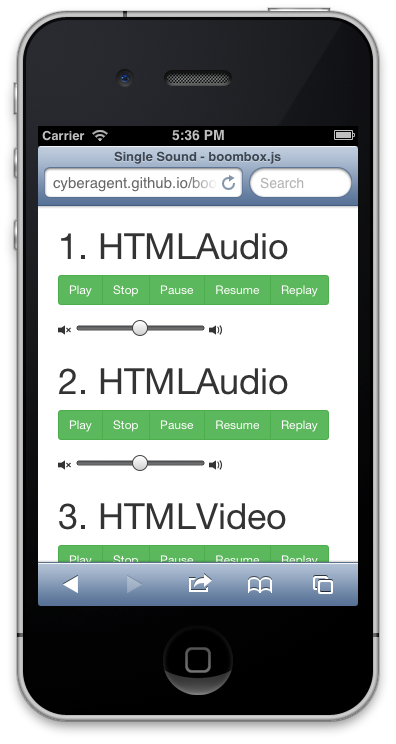 Carrier 5:36 PM
Single Sound - boombox.js
cyberagent.github.io/boo Search
1. HTMLAudio
Play Stop Pause Resume Replay
2. HTMLAudio
Play Stop Pause Resume Replay
3. HTMLVideo
Play Stop Pause Resume Replay